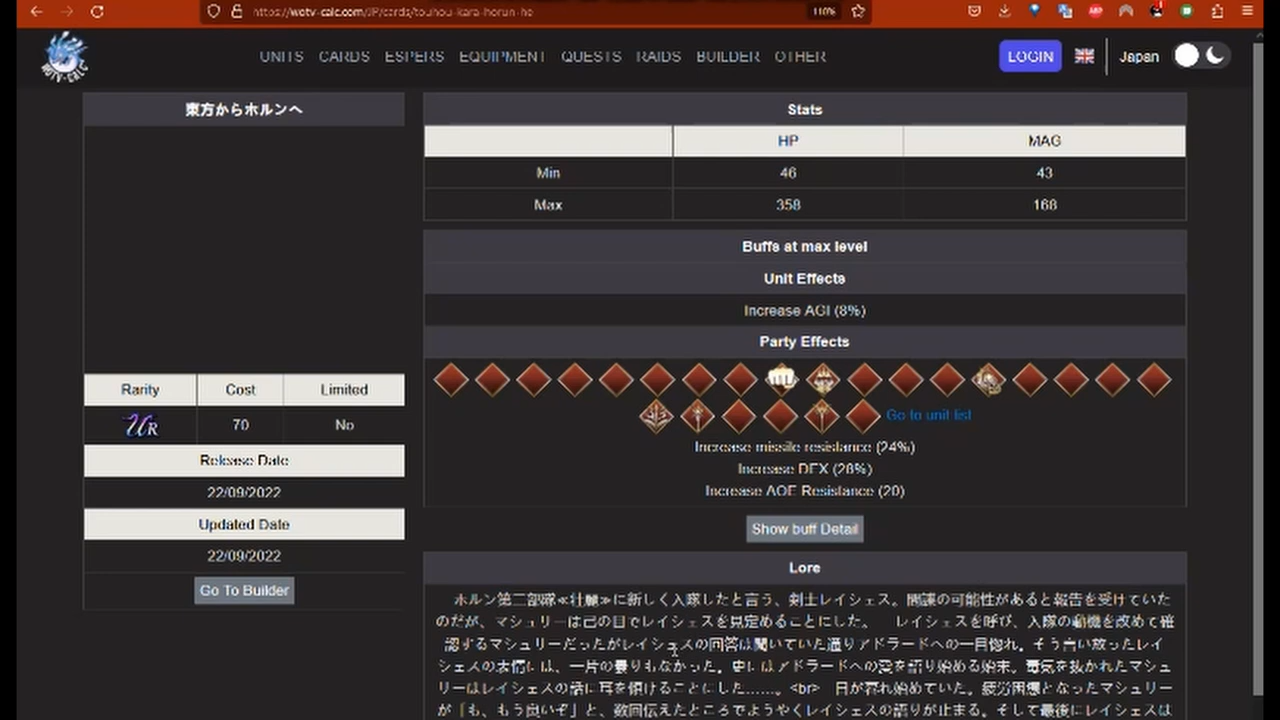 https://wotv-calc.com/JP/cards/touhou-kara-horun-he
110%
WOTV-CALC
UNITS CARDS ESPERS EQUIPMENT QUESTS RAIDS BUILDER OTHER
LOGIN
Japan
東方からホルンへ
Rarity Cost Limited
UR 70 No
Release Date
22/09/2022
Updated Date
22/09/2022
Go To Builder
Stats
HP MAG
Min 46 43
Max 358 168
Buffs at max level
Unit Effects
Increase AGI (8%)
Party Effects
Go to unit list
Increase missile resistance (24%)
Increase DEX (28%)
Increase AOE Resistance (20)
Show buff Detail
Lore
ホルン第二部隊≪壮麗≫に新しく入隊したと言う、剣士レイシェス。間諜の可能性があると報告を受けていた
のだが、マシュリーは己の目でレイシェスを見定めることにした。 レイシェスを呼び、入隊の動機を改めて確
認するマシュリーだったがレイシェスの回答は聞いていた通りアドラードへの一目惚れ。そう言い放ったレイ
シェスの表情には、一片の曇りもなかった。更にはアドラードへの愛を語り始める始末。毒気を抜かれたマシュ
リーはレイシェスの話に耳を傾けることにした……。<br> 日が暮れ始めていた。疲労困憊となったマシュリー
が「も、もう良いぞ」と、数回伝えたところでようやくレイシェスの語りが止まる。そして最後にレイシェスは